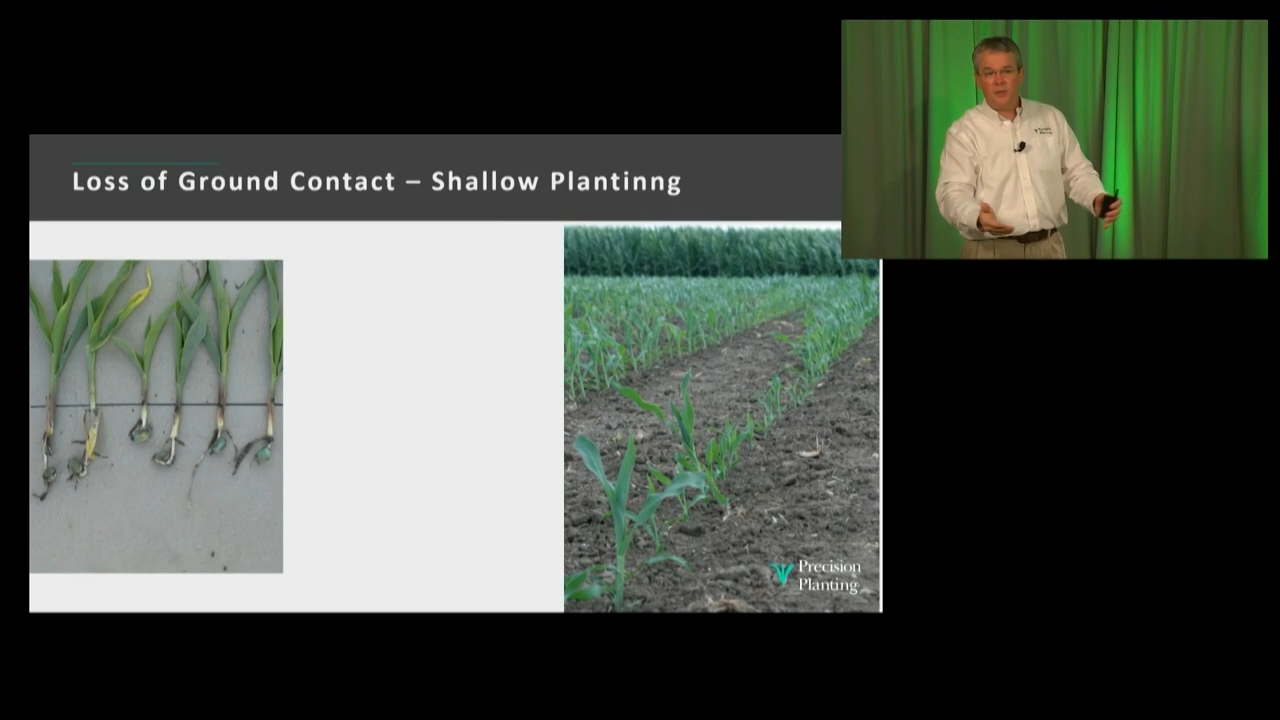 Loss of Ground Contact – Shallow Plantinng
Precision
Planting